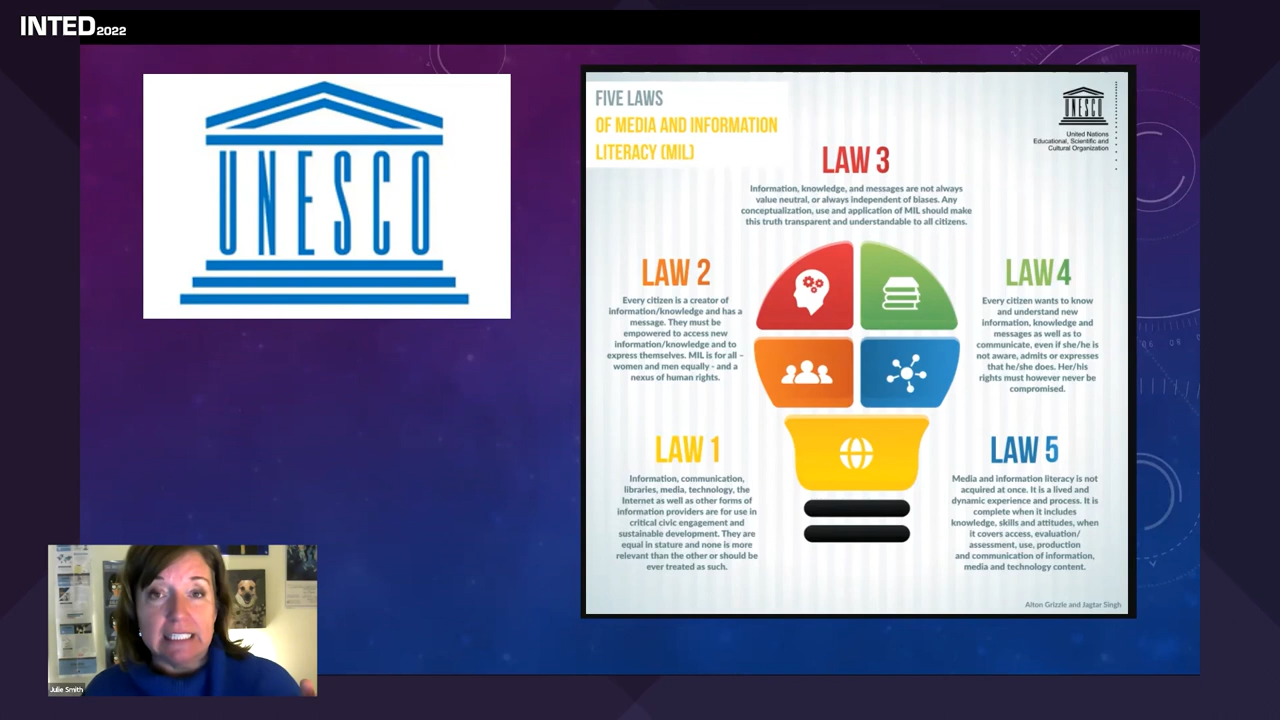 INTED2022
UNESCO
FIVE LAWS
OF MEDIA AND INFORMATION
LITERACY (MIL)
UNESCO
United Nations
Educational, Scientific and
Cultural Organization
LAW 3
Information, knowledge, and messages are not always
value neutral, or always independent of biases. Any
conceptualization, use and application of MIL should make
this truth transparent and understandable to all citizens.
LAW 2
Every citizen is a creator of
information/knowledge and has a
message. They must be
empowered to access new
information/knowledge and to
express themselves. MIL is for all –
women and men equally - and a
nexus of human rights.
LAW 4
Every citizen wants to know
and understand new
information, knowledge and
messages as well as to
communicate, even if she/he is
not aware, admits or expresses
that he/she does. Her/his
rights must however never be
compromised.
LAW 1
Information, communication,
libraries, media, technology, the
Internet as well as other forms of
information providers are for use in
critical civic engagement and
sustainable development. They are
equal in stature and none is more
relevant than the other or should be
ever treated as such.
LAW 5
Media and information literacy is not
acquired at once. It is a lived and
dynamic experience and process. It is
complete when it includes
knowledge, skills and attitudes, when
it covers access, evaluation/
assessment, use, production
and communication of information,
media and technology content.
Alton Grizzle and Jagtar Singh
Julie Smith